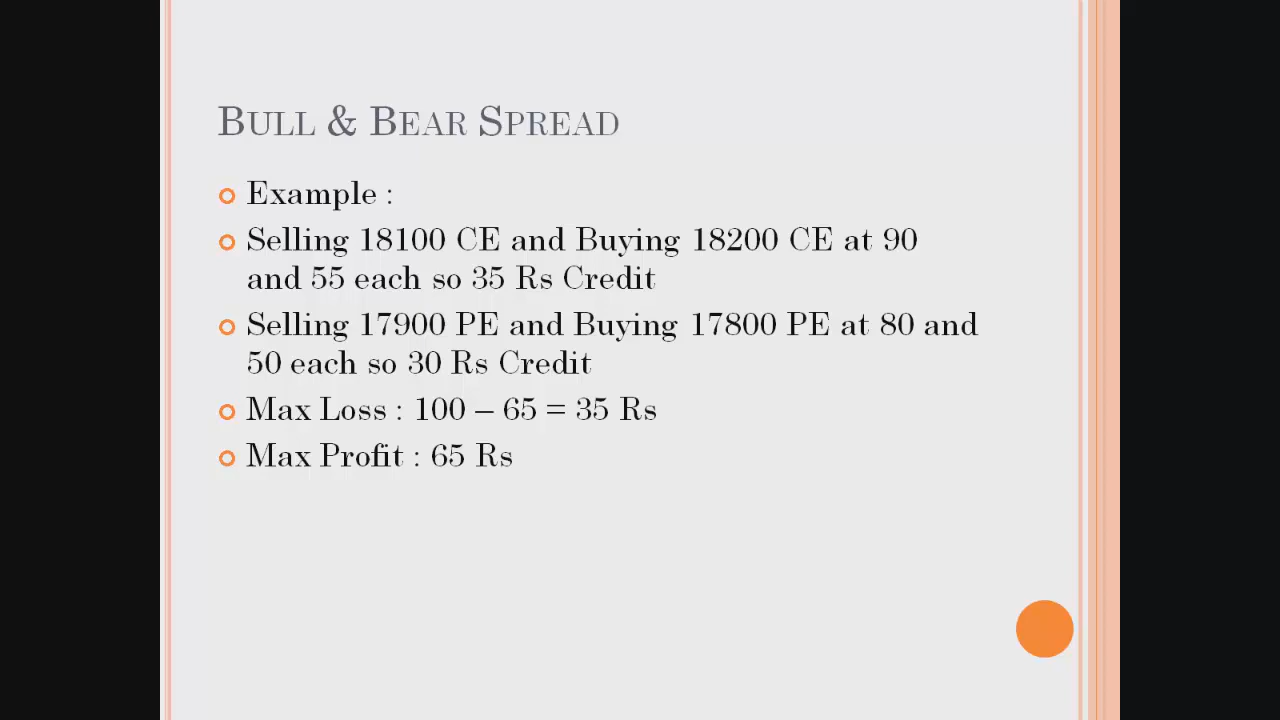 Bull & Bear Spread
Example :
Selling 18100 CE and Buying 18200 CE at 90
and 55 each so 35 Rs Credit
Selling 17900 PE and Buying 17800 PE at 80 and
50 each so 30 Rs Credit
Max Loss : 100 – 65 = 35 Rs
Max Profit : 65 Rs